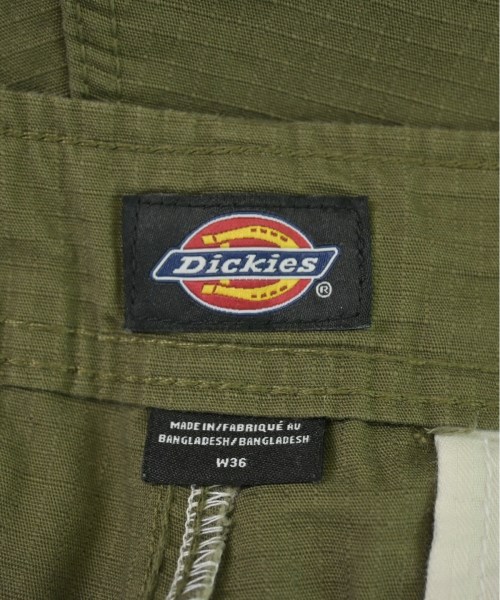 Dickies
®
MADE IN/FABRIQUÉ AU
BANGLADESH/BANGLADESH
W36